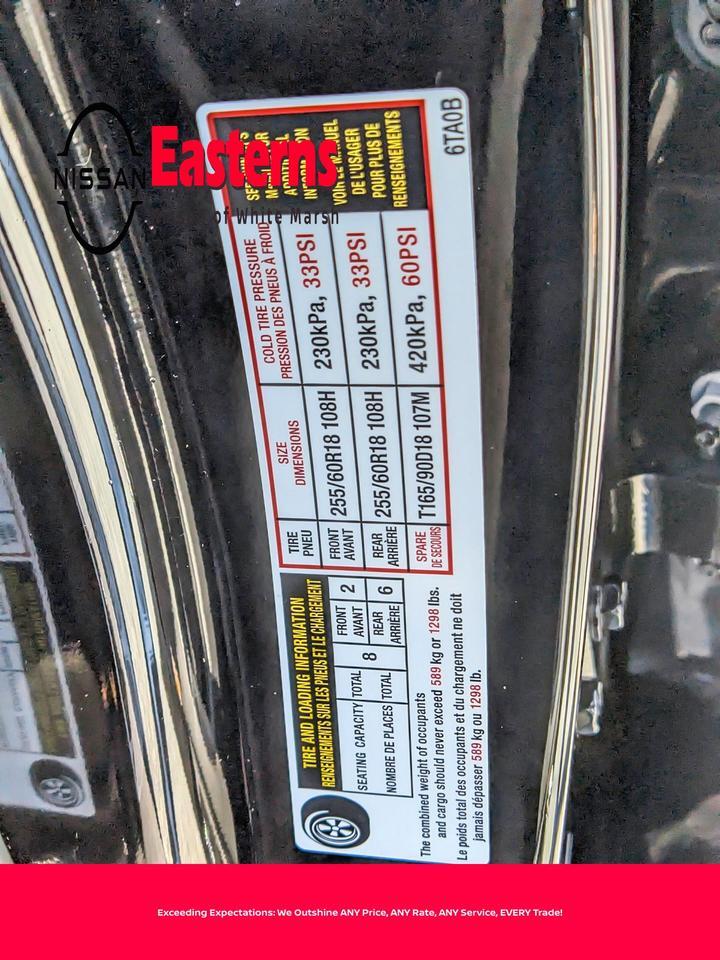 NISSAN
Easterns
of White Marsh
TIRE AND LOADING INFORMATION
RENSEIGNEMENTS SUR LES PNEUS ET LE CHARGEMENT
SEATING CAPACITY
NOMBRE DE PLACES
TOTAL
TOTAL
8
FRONT
AVANT
2
REAR
ARRIÈRE
6
The combined weight of occupants
and cargo should never exceed 589 kg or 1298 lbs.
Le poids total des occupants et du chargement ne doit
jamais dépasser 589 kg ou 1298 lb.
TIRE
PNEU
SIZE
DIMENSIONS
COLD TIRE PRESSURE
PRESSION DES PNEUS À FROID
FRONT
AVANT
255/60R18 108H
230kPa, 33PSI
REAR
ARRIÈRE
255/60R18 108H
230kPa, 33PSI
SPARE
DE SECOURS
T165/90D18 107M
420kPa, 60PSI
DE L'USAGER
POUR PLUS DE
RENSEIGNEMENTS
6TA0B
Exceeding Expectations: We Outshine ANY Price, ANY Rate, ANY Service, EVERY Trade!